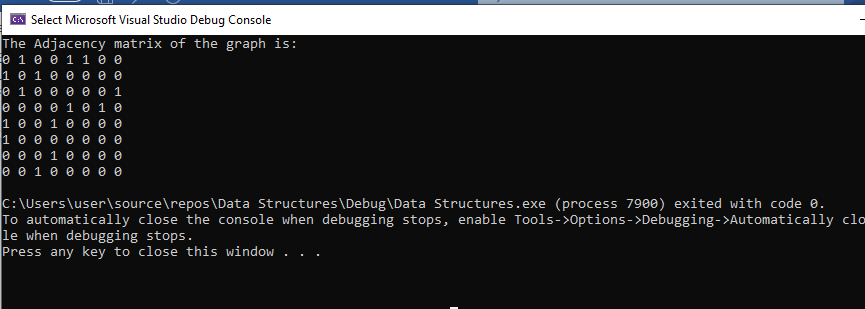 Select Microsoft Visual Studio Debug Console
The Adjacency matrix of the graph is:
0 1 0 0 1 1 0 0
1 0 1 0 0 0 0 0
0 1 0 0 0 0 0 1
0 0 0 0 1 0 1 0
1 0 0 1 0 0 0 0
1 0 0 0 0 0 0 0
0 0 0 1 0 0 0 0
0 0 1 0 0 0 0 0
C:\Users\user\source\repos\Data Structures\Debug\Data Structures.exe (process 7900) exited with code 0.
To automatically close the console when debugging stops, enable Tools->Options->Debugging->Automatically clo
le when debugging stops.
Press any key to close this window . . .